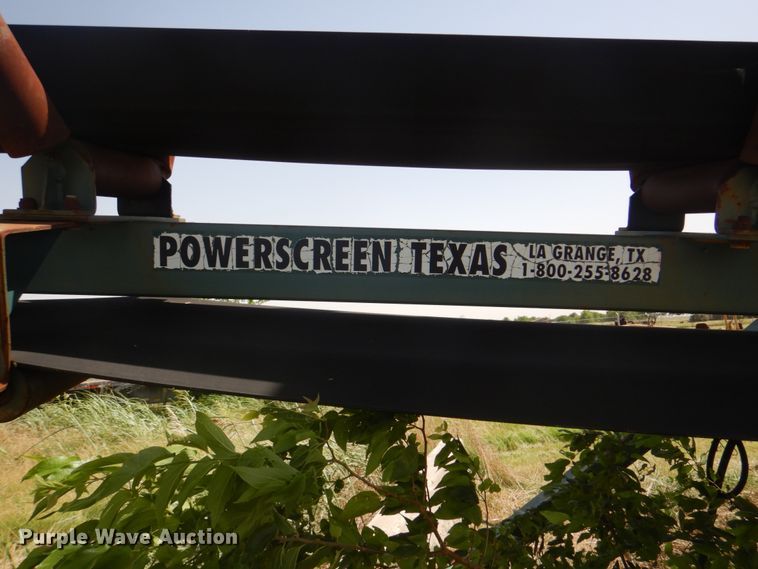 POWERSCREEN TEXAS
LA GRANGE, TX
1-800-255-8628
Purple Wave Auction